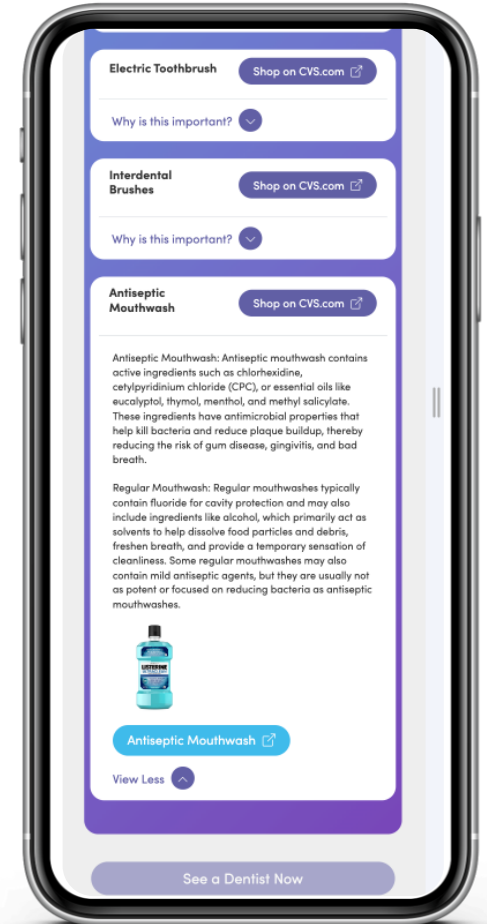 Electric Toothbrush
Shop on CVS.com
Why is this important?
Interdental
Brushes
Shop on CVS.com
Why is this important?
Antiseptic
Mouthwash
Shop on CVS.com
Antiseptic Mouthwash: Antiseptic mouthwash contains
active ingredients such as chlorhexidine,
cetylpyridinium chloride (CPC), or essential oils like
eucalyptol, thymol, menthol, and methyl salicylate.
These ingredients have antimicrobial properties that
help kill bacteria and reduce plaque buildup, thereby
reducing the risk of gum disease, gingivitis, and bad
breath.
Regular Mouthwash: Regular mouthwashes typically
contain fluoride for cavity protection and may also
include ingredients like alcohol, which primarily act as
solvents to help dissolve food particles and debris,
freshen breath, and provide a temporary sensation of
cleanliness. Some regular mouthwashes may also
contain mild antiseptic agents, but they are usually not
as potent or focused on reducing bacteria as antiseptic
mouthwashes.
LISTERINE
Antiseptic Mouthwash
View Less
See a Dentist Now